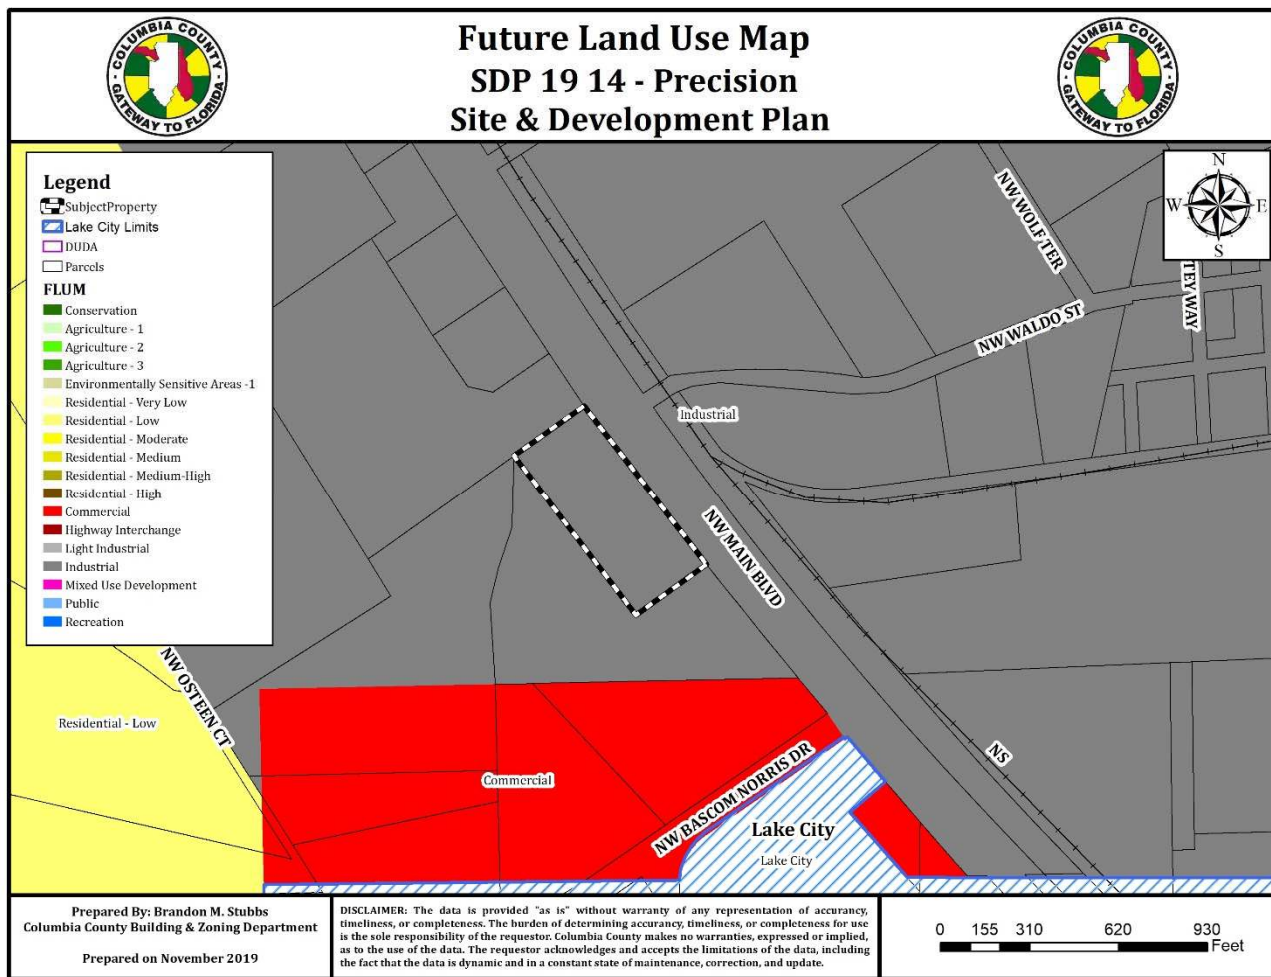 COLUMBIA COUNTY
GATEWAY TO FLORIDA
Future Land Use Map
SDP 19 14 - Precision
Site & Development Plan
COLUMBIA COUNTY
GATEWAY TO FLORIDA
Legend
SubjectProperty
Lake City Limits
DUDA
Parcels
FLUM
Conservation
Agriculture - 1
Agriculture - 2
Agriculture - 3
Environmentally Sensitive Areas -1
Residential - Very Low
Residential - Low
Residential - Moderate
Residential - Medium
Residential - Medium-High
Residential - High
Commercial
Highway Interchange
Light Industrial
Industrial
Mixed Use Development
Public
Recreation
N
W E
S
NW WOLF TER
TEY WAY
NW WALDO ST
Industrial
NW MAIN BLVD
NW OSTEEN CT
Residential - Low
Commercial
NW BASCOM NORRIS DR
NS
Lake City
Lake City
Prepared By: Brandon M. Stubbs
Columbia County Building & Zoning Department
Prepared on November 2019
DISCLAIMER: The data is provided "as is" without warranty of any representation of accurancy,
timeliness, or completeness. The burden of determining accuracy, timeliness, or completeness for use
is the sole responsibility of the requestor. Columbia County makes no warranties, expressed or implied,
as to the use of the data. The requestor acknowledges and accepts the limitations of the data, including
the fact that the data is dynamic and in a constant state of maintenance, correction, and update.
0 155 310 620 930
Feet